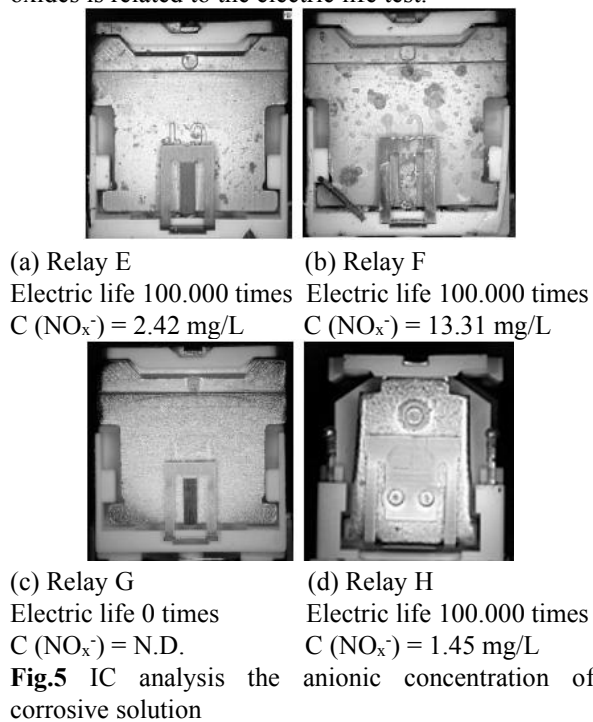 oxides is related to the electric life test.
(a) Relay E (b) Relay F
Electric life 100.000 times Electric life 100.000 times
C (NOx-) = 2.42 mg/L C (NOx-) = 13.31 mg/L
(c) Relay G (d) Relay H
Electric life 0 times Electric life 100.000 times
C (NOx-) = N.D. C (NOx-) = 1.45 mg/L
Fig.5 IC analysis the anionic concentration of
corrosive solution